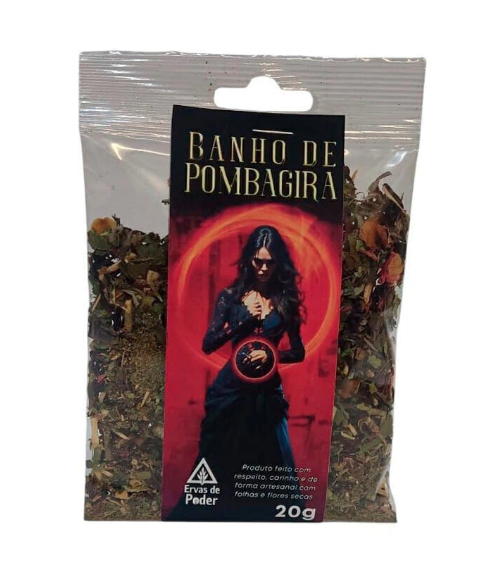 BANHO DE
POMBAGIRA
Produto feito com
respeito, carinho e de
forma artesanal com
folhas e flores secas
Ervas de
Poder
20g